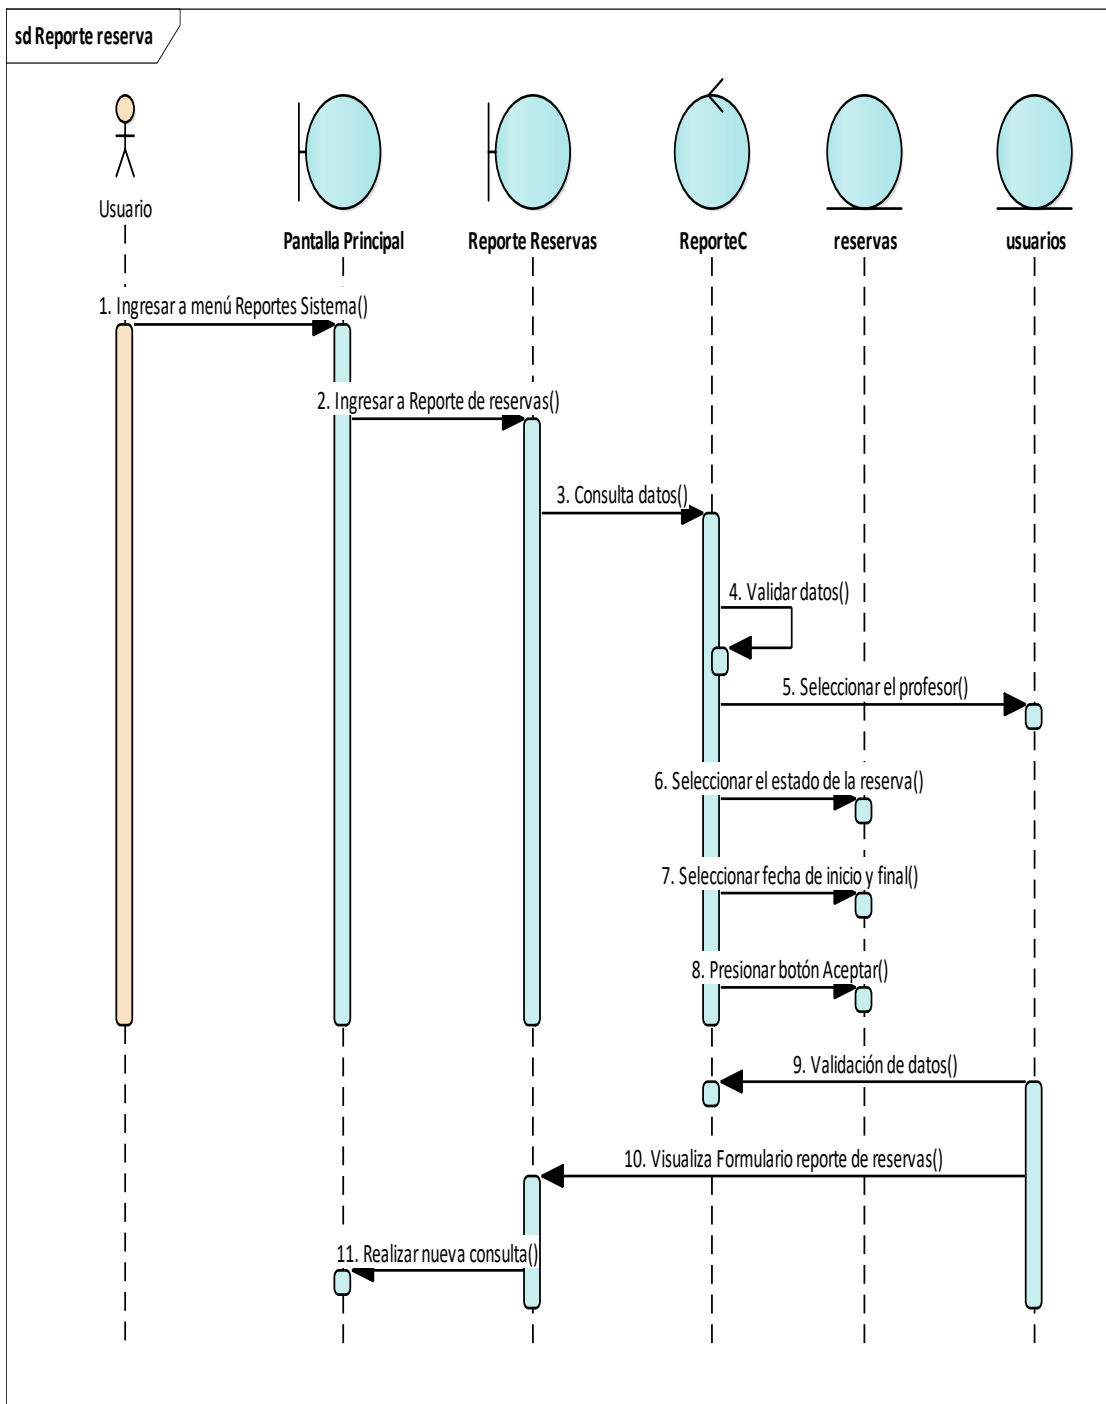 sd Reporte reserva
Usuario
Pantalla Principal
Reporte Reservas
ReporteC
reservas
usuarios
1. Ingresar a menú Reportes Sistema()
2. Ingresar a Reporte de reservas()
3. Consulta datos()
4. Validar datos()
5. Seleccionar el profesor()
6. Seleccionar el estado de la reserva()
7. Seleccionar fecha de inicio y final()
8. Presionar botón Aceptar()
9. Validación de datos()
10. Visualiza Formulario reporte de reservas()
11. Realizar nueva consulta()